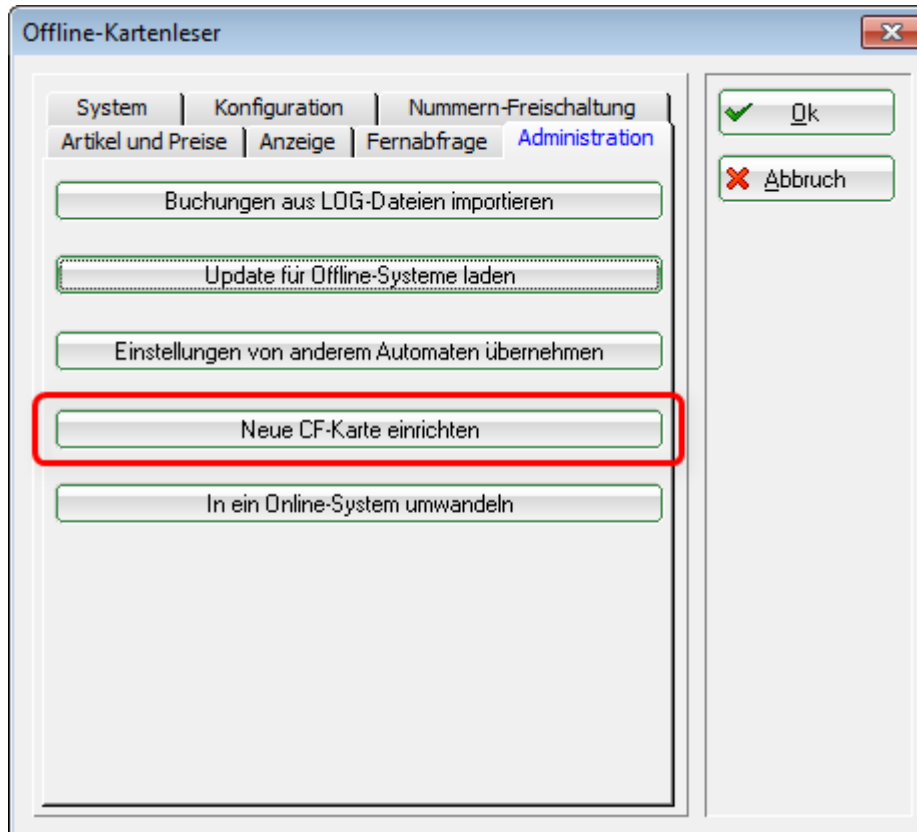 Offline-Kartenleser
System Konfiguration Nummern-Freischaltung
Artikel und Preise Anzeige Fernabfrage Administration
Buchungen aus LOG-Dateien importieren
Update für Offline-Systeme laden
Einstellungen von anderem Automaten übernehmen
Neue CF-Karte einrichten
In ein Online-System umwandeln
Ok
Abbruch